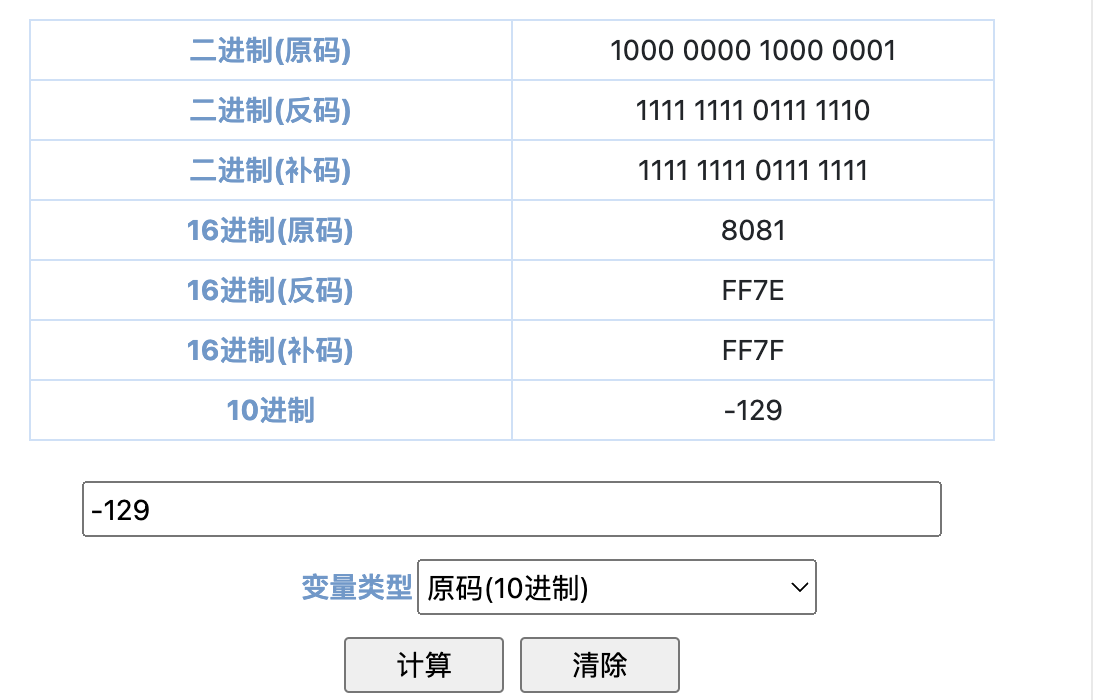 二进制(原码) 1000 0000 1000 0001
二进制(反码) 1111 1111 0111 1110
二进制(补码) 1111 1111 0111 1111
16进制(原码) 8081
16进制(反码) FF7E
16进制(补码) FF7F
10进制 -129
-129
变量类型 原码(10进制)
计算 清除